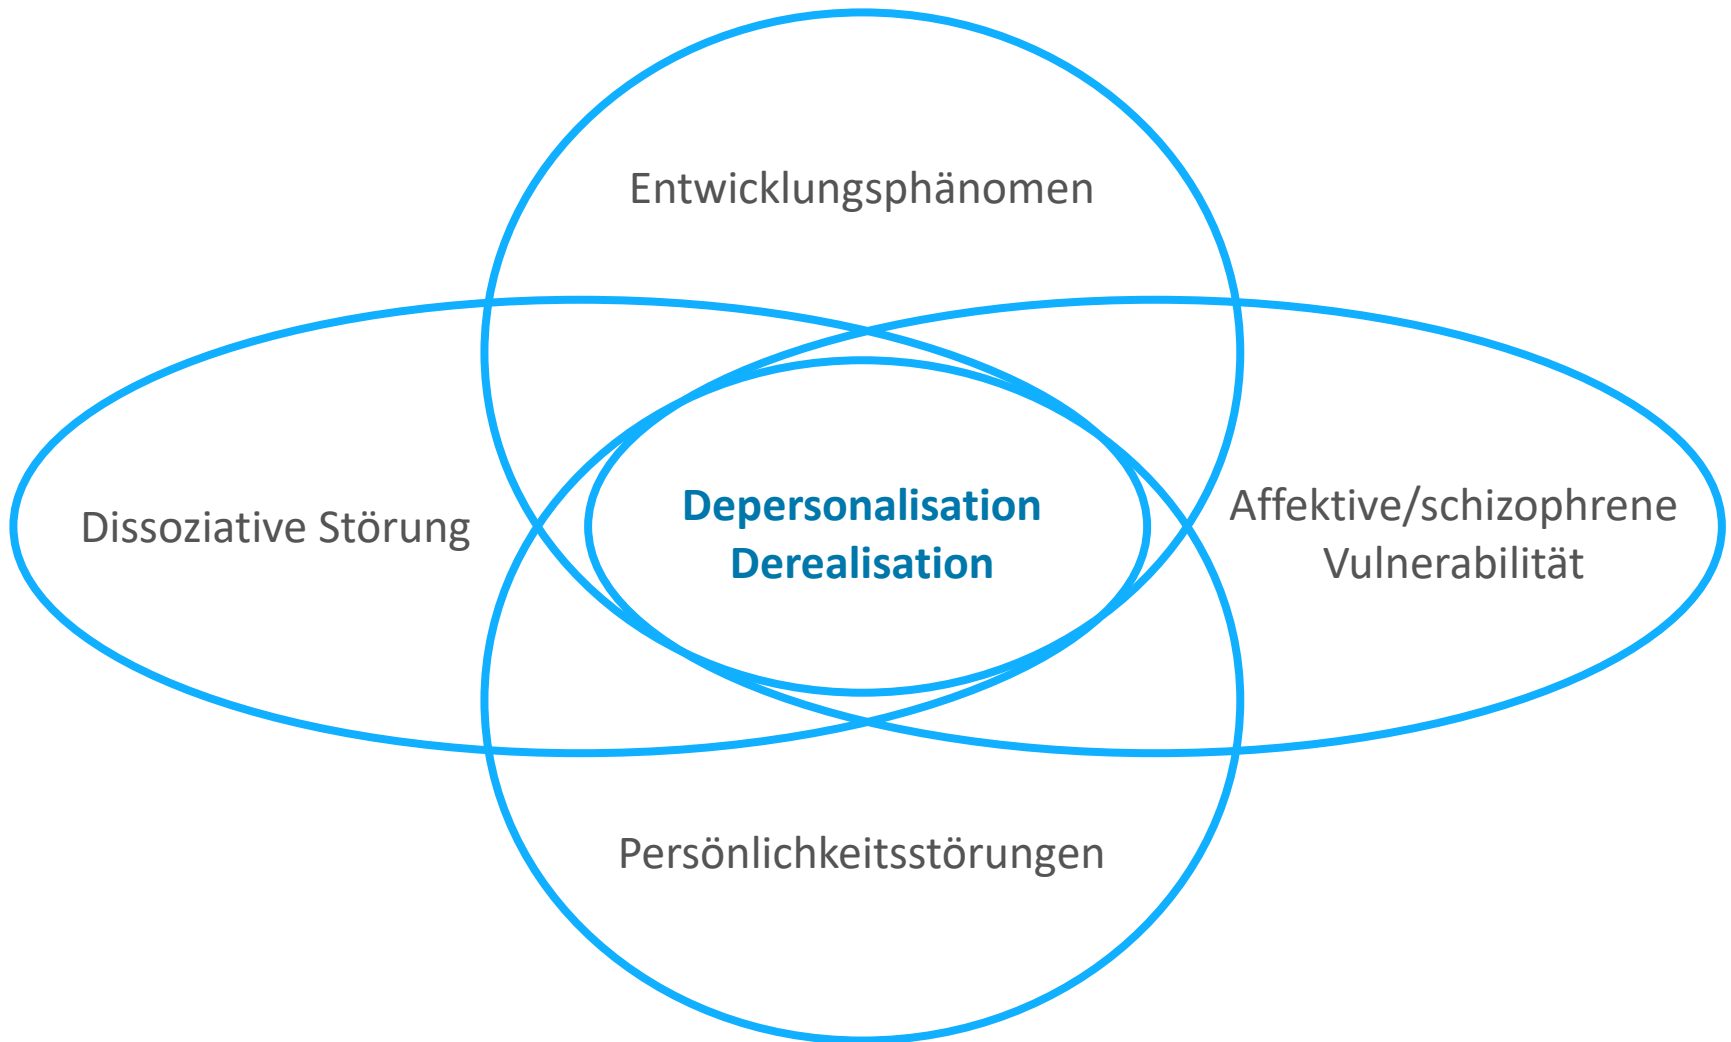 Entwicklungsphänomen
Dissoziative Störung
Depersonalisation
Derealisation
Affektive/schizophrene
Vulnerabilität
Persönlichkeitsstörungen